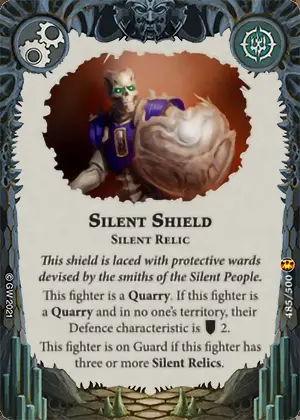 SILENT SHIELD
SILENT RELIC
This shield is laced with protective wards
devised by the smiths of the Silent People.
This fighter is a Quarry. If this fighter is
a Quarry and in no one's territory, their
Defence characteristic is 2.
This fighter is on Guard if this fighter has
three or more Silent Relics.
© GW 2021
485/500